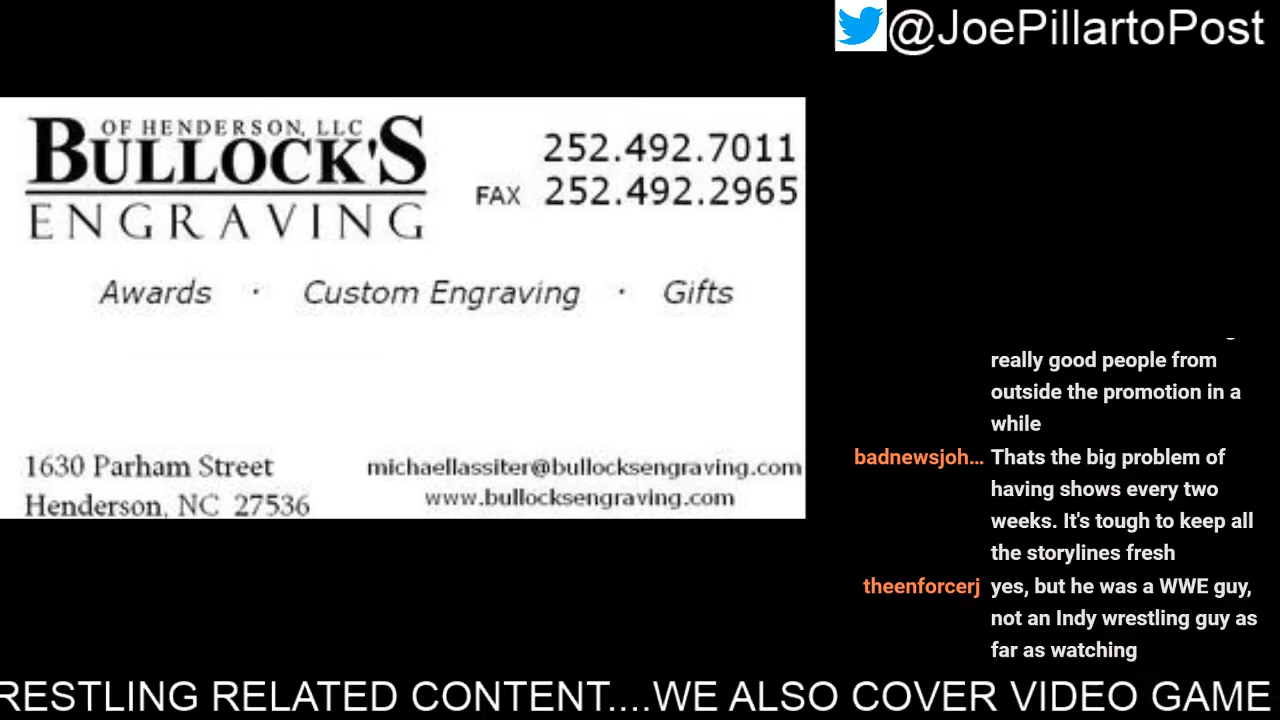 @JoePillartoPost
OF HENDERSON, LLC
BULLOCK'S
ENGRAVING
252.492.7011
FAX 252.492.2965
Awards · Custom Engraving · Gifts
1630 Parham Street
Henderson, NC 27536
michaellassiter@bullocksengraving.com
www.bullocksengraving.com
really good people from
outside the promotion in a
while
badnewsjoh… Thats the big problem of
having shows every two
weeks. It's tough to keep all
the storylines fresh
theenforcerj yes, but he was a WWE guy,
not an Indy wrestling guy as
far as watching
RESTLING RELATED CONTENT....WE ALSO COVER VIDEO GAME